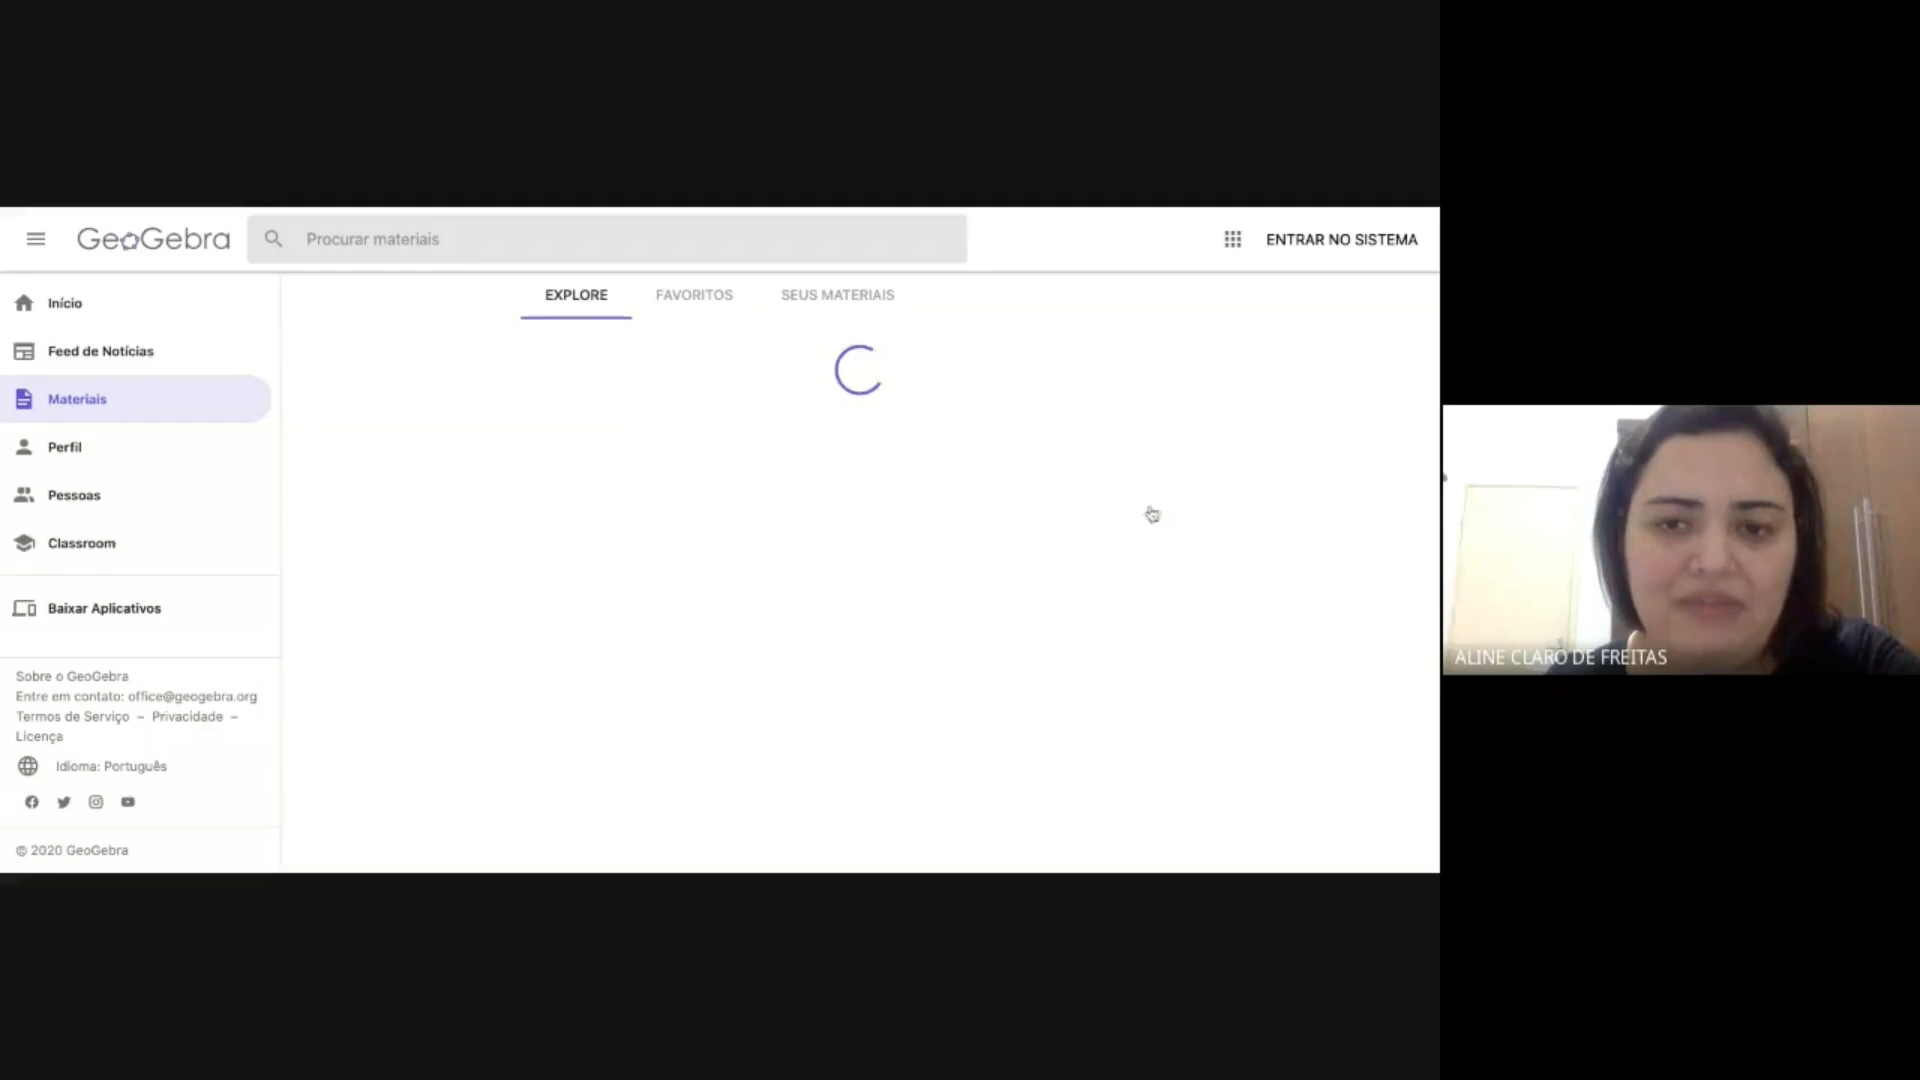 GeoGebra
Procurar materiais
ENTRAR NO SISTEMA
EXPLORE
FAVORITOS
SEUS MATERIAIS
Início
Feed de Notícias
Materiais
Perfil
Pessoas
Classroom
Baixar Aplicativos
Sobre o GeoGebra
Entre em contato: office@geogebra.org
Termos de Serviço – Privacidade –
Licença
Idioma: Português
© 2020 GeoGebra
ALINE CLARO DE FREITAS